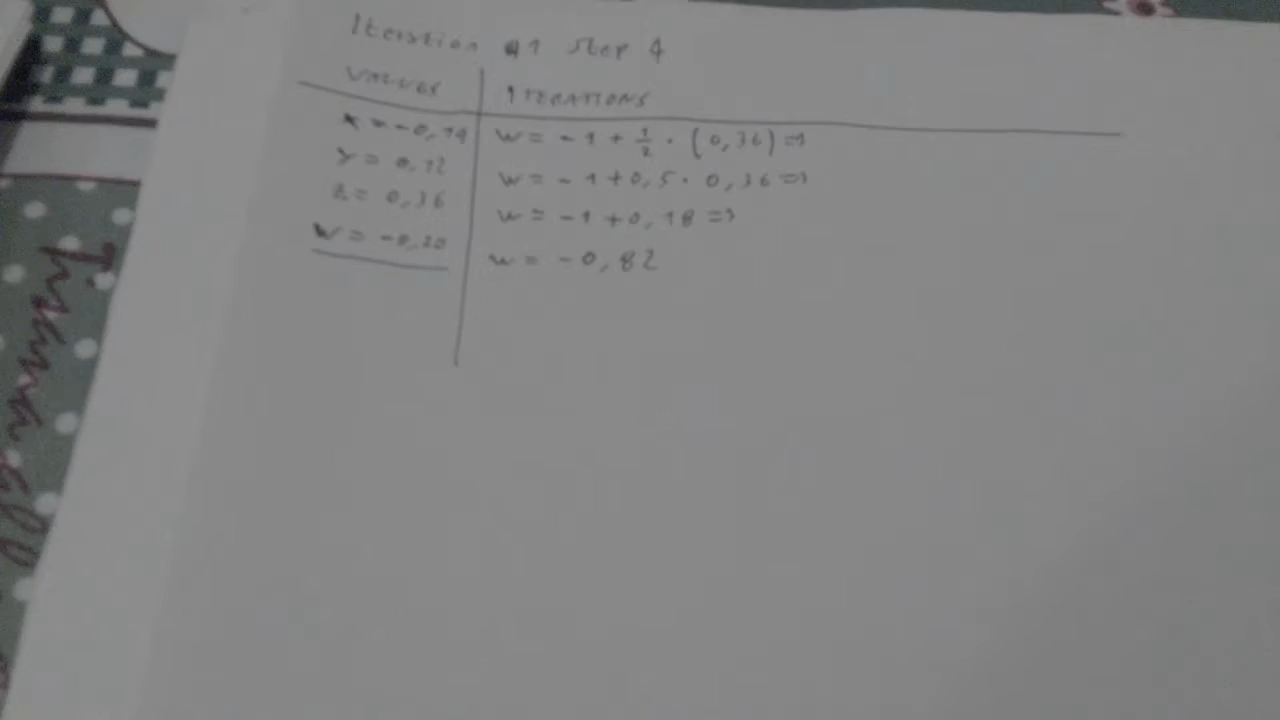 Iteration 1 Step 4
VALUES
ITERATIONS
x = -0,14
y = 0,12
z = 0,36
w = -0,20
w = -1 + 1/2 · (0,36) =>
w = -1 + 0,5 · 0,36 =>
w = -1 + 0,18 =>
w = -0,82